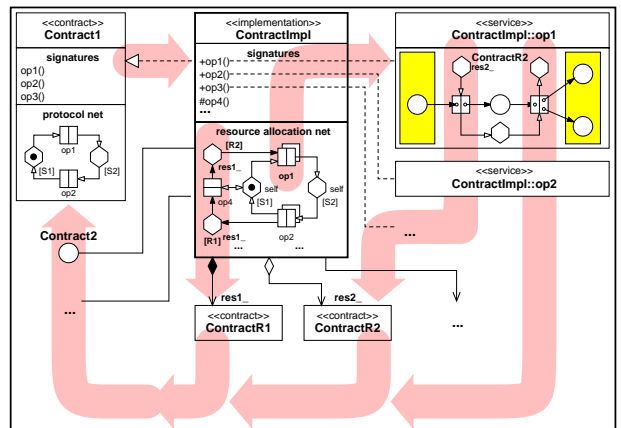 <<contract>>
Contract1
signatures
op1()
op2()
op3()
protocol net
op1
[S1]
[S2]
op2
Contract2
...
<<implementation>>
ContractImpl
signatures
+op1()
+op2()
+op3()
#op4()
...
resource allocation net
[R2]
res1_
op1
self
self
op4
[S1]
[S2]
[R1]
res1_
op2
...
...
<<service>>
ContractImpl::op1
ContractR2
res2_
<<service>>
ContractImpl::op2
...
res1_
res2_
<<contract>>
ContractR1
<<contract>>
ContractR2
...